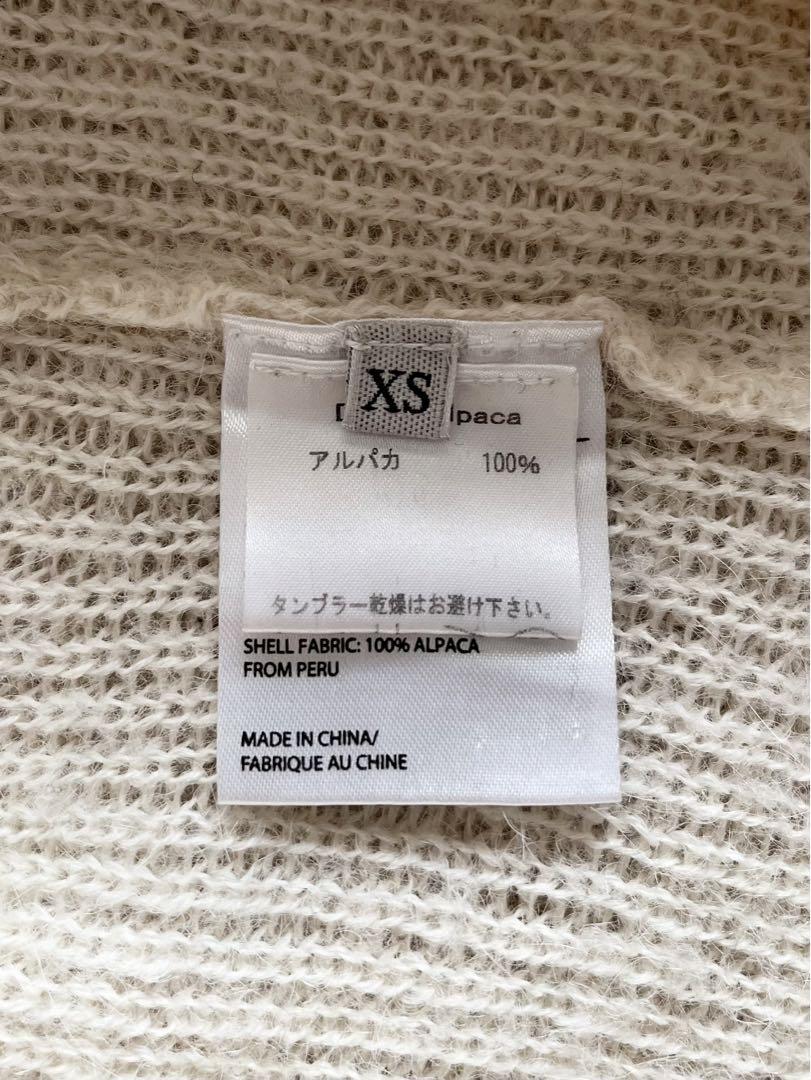 XS
アルパカ 100%
タンブラー乾燥はお避け下さい。
SHELL FABRIC: 100% ALPACA
FROM PERU
MADE IN CHINA/
FABRIQUE AU CHINE